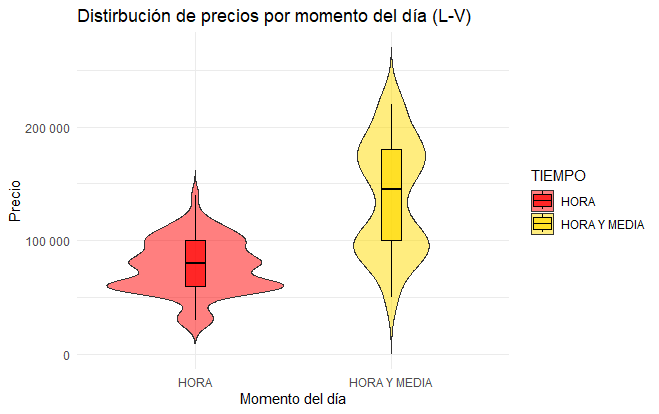 Distirbución de precios por momento del día (L-V)
Precio
200 000
100 000
0
HORA
HORA Y MEDIA
Momento del día
TIEMPO
HORA
HORA Y MEDIA